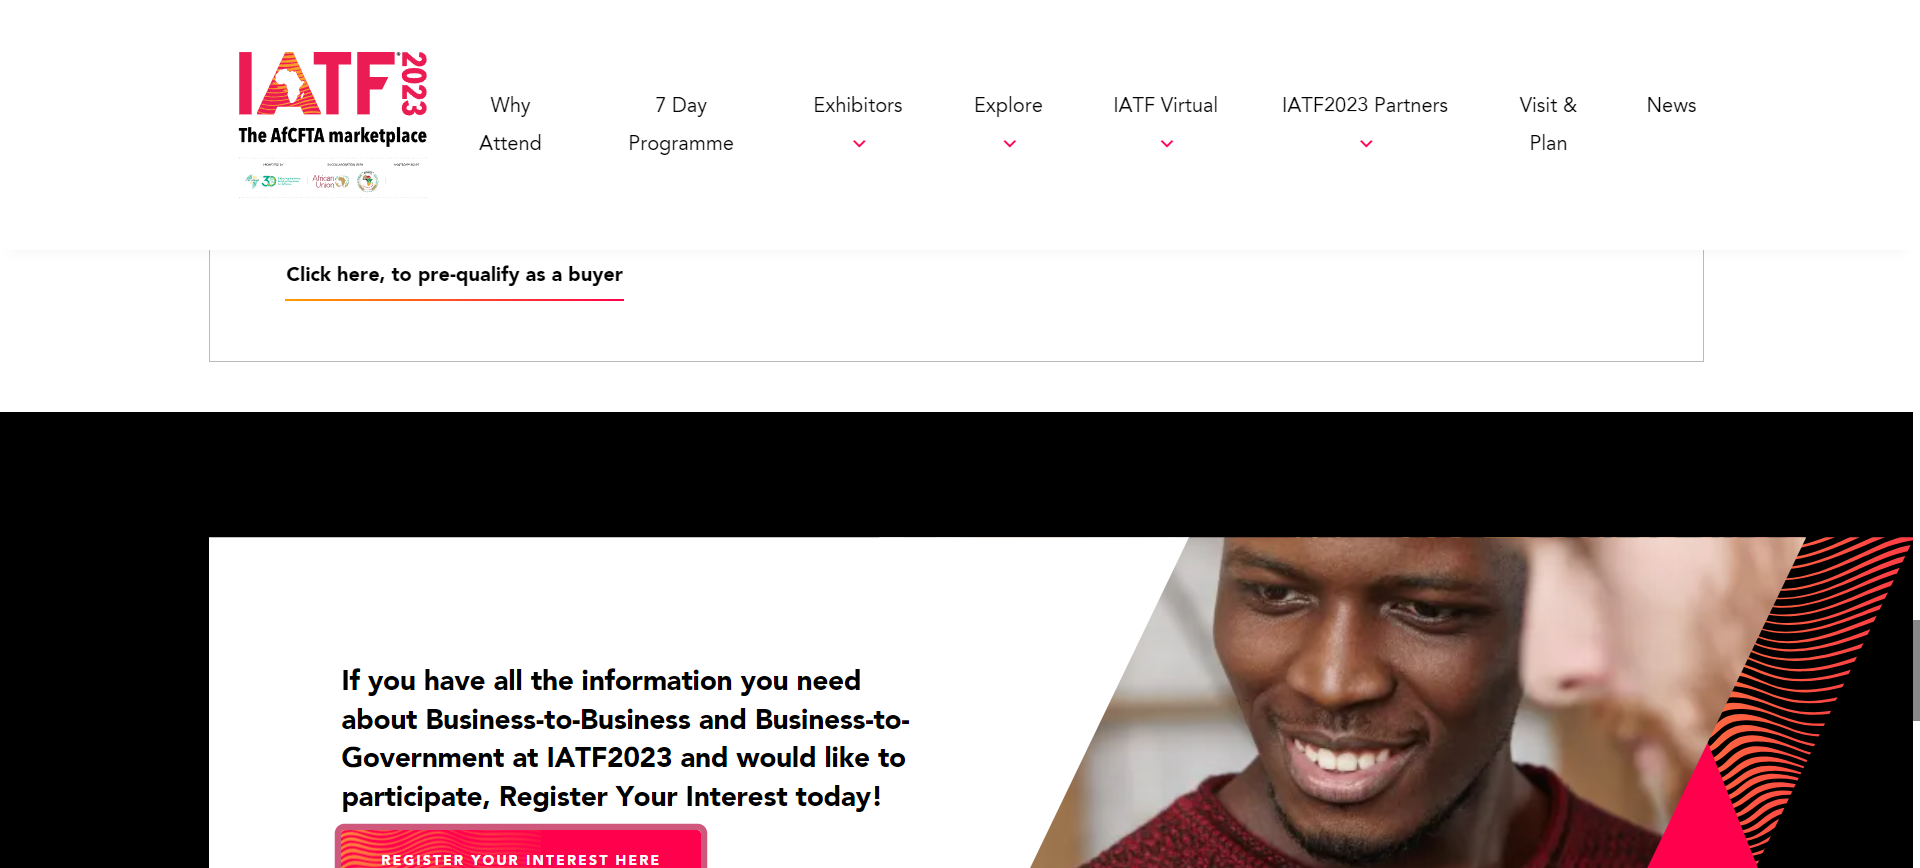 IATF 2023
The AfCFTA marketplace
African Union
Why Attend
7 Day Programme
Exhibitors
Explore
IATF Virtual
IATF2023 Partners
Visit & Plan
News
Click here, to pre-qualify as a buyer
If you have all the information you need
about Business-to-Business and Business-to-
Government at IATF2023 and would like to
participate, Register Your Interest today!
REGISTER YOUR INTEREST HERE